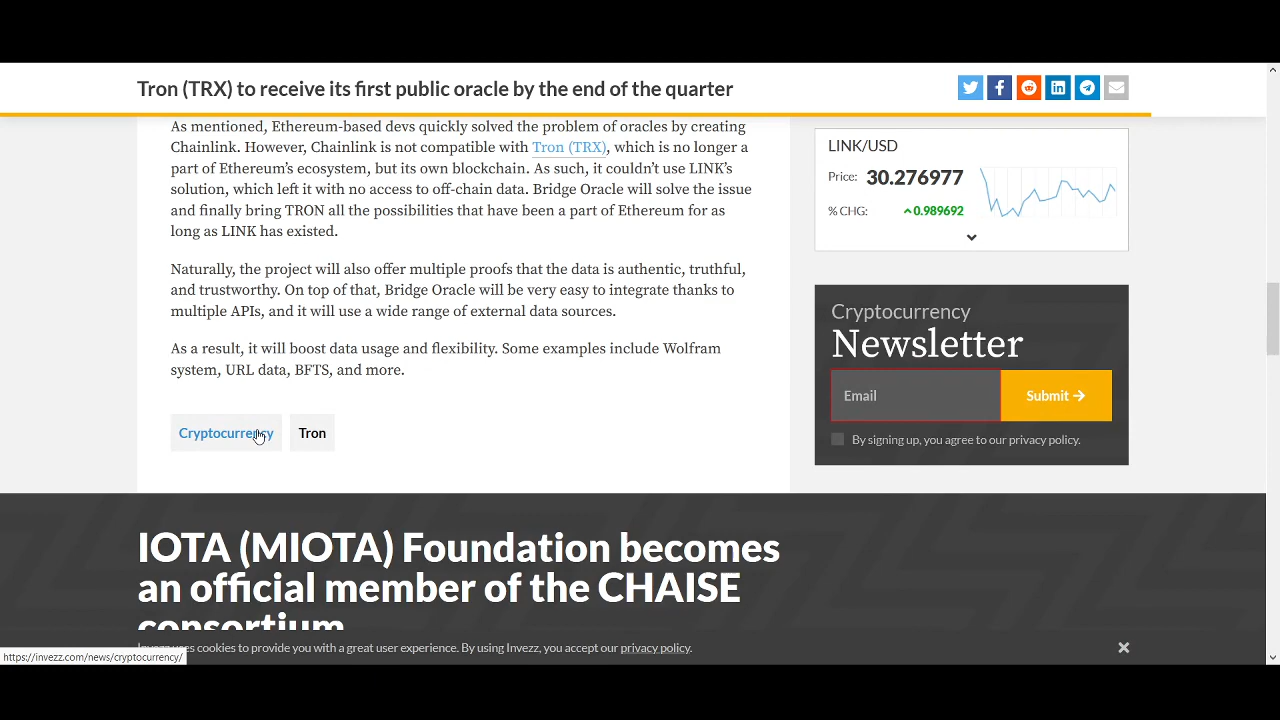 Tron (TRX) to receive its first public oracle by the end of the quarter
As mentioned, Ethereum-based devs quickly solved the problem of oracles by creating
Chainlink. However, Chainlink is not compatible with Tron (TRX), which is no longer a
part of Ethereum's ecosystem, but its own blockchain. As such, it couldn't use LINK's
solution, which left it with no access to off-chain data. Bridge Oracle will solve the issue
and finally bring TRON all the possibilities that have been a part of Ethereum for as
long as LINK has existed.
Naturally, the project will also offer multiple proofs that the data is authentic, truthful,
and trustworthy. On top of that, Bridge Oracle will be very easy to integrate thanks to
multiple APIs, and it will use a wide range of external data sources.
As a result, it will boost data usage and flexibility. Some examples include Wolfram
system, URL data, BFTS, and more.
Cryptocurrency Tron
LINK/USD
Price: 30.276977
% CHG: 0.989692
Cryptocurrency
Newsletter
Email Submit →
By signing up, you agree to our privacy policy.
IOTA (MIOTA) Foundation becomes
an official member of the CHAISE
consortium
Invezz uses cookies to provide you with a great user experience. By using Invezz, you accept our privacy policy.
https://invezz.com/news/cryptocurrency/